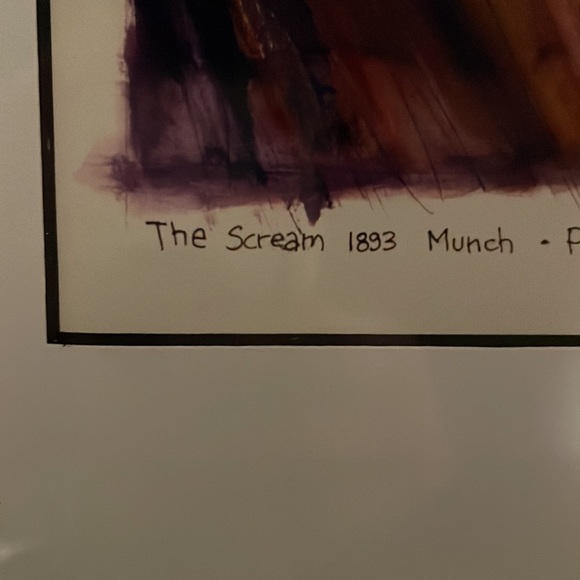 The Scream 1893 Munch • P